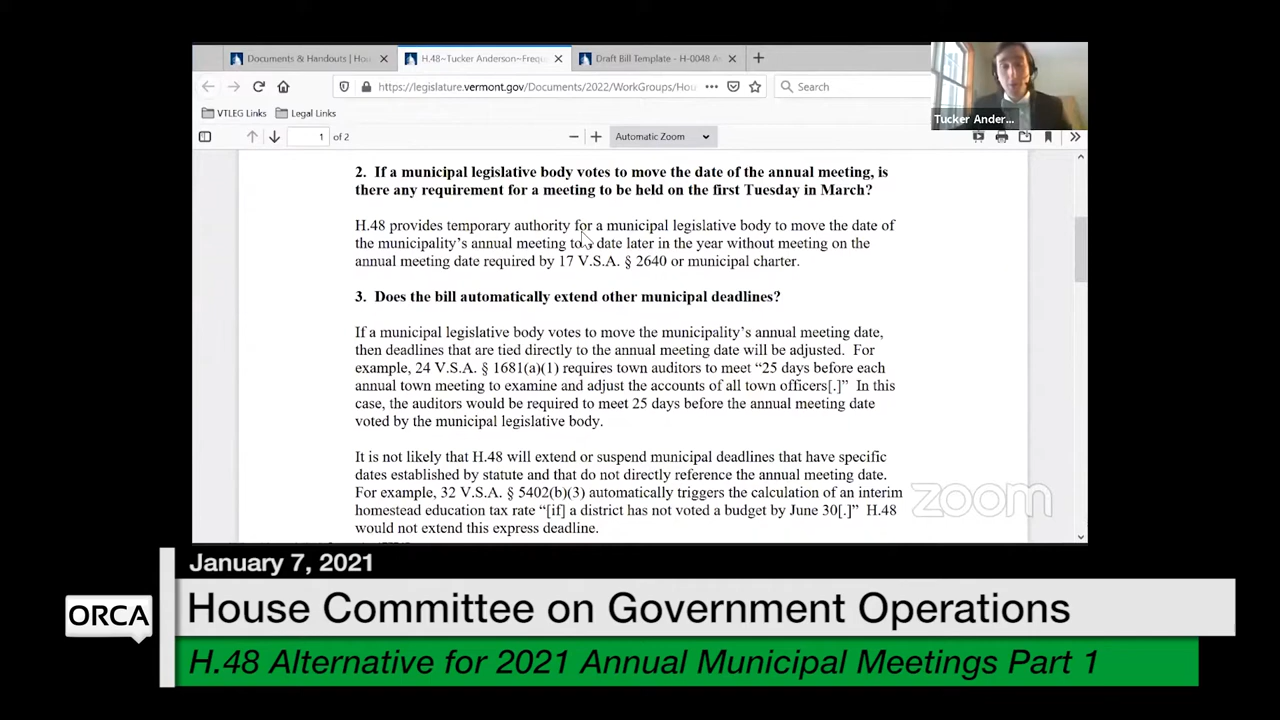 Documents & Handouts | Hou
H.48~Tucker Anderson~Frequ
Draft Bill Template - H-0048 As
https://legislature.vermont.gov/Documents/2022/WorkGroups/Hou
Search
VTLEG Links
Legal Links
Tucker Ander...
1 of 2
Automatic Zoom
2. If a municipal legislative body votes to move the date of the annual meeting, is
there any requirement for a meeting to be held on the first Tuesday in March?
H.48 provides temporary authority for a municipal legislative body to move the date of
the municipality's annual meeting to a date later in the year without meeting on the
annual meeting date required by 17 V.S.A. § 2640 or municipal charter.
3. Does the bill automatically extend other municipal deadlines?
If a municipal legislative body votes to move the municipality's annual meeting date,
then deadlines that are tied directly to the annual meeting date will be adjusted. For
example, 24 V.S.A. § 1681(a)(1) requires town auditors to meet "25 days before each
annual town meeting to examine and adjust the accounts of all town officers[.]" In this
case, the auditors would be required to meet 25 days before the annual meeting date
voted by the municipal legislative body.
It is not likely that H.48 will extend or suspend municipal deadlines that have specific
dates established by statute and that do not directly reference the annual meeting date.
For example, 32 V.S.A. § 5402(b)(3) automatically triggers the calculation of an interim
homestead education tax rate "[if] a district has not voted a budget by June 30[.]" H.48
would not extend this express deadline.
zoom
January 7, 2021
ORCA
House Committee on Government Operations
H.48 Alternative for 2021 Annual Municipal Meetings Part 1